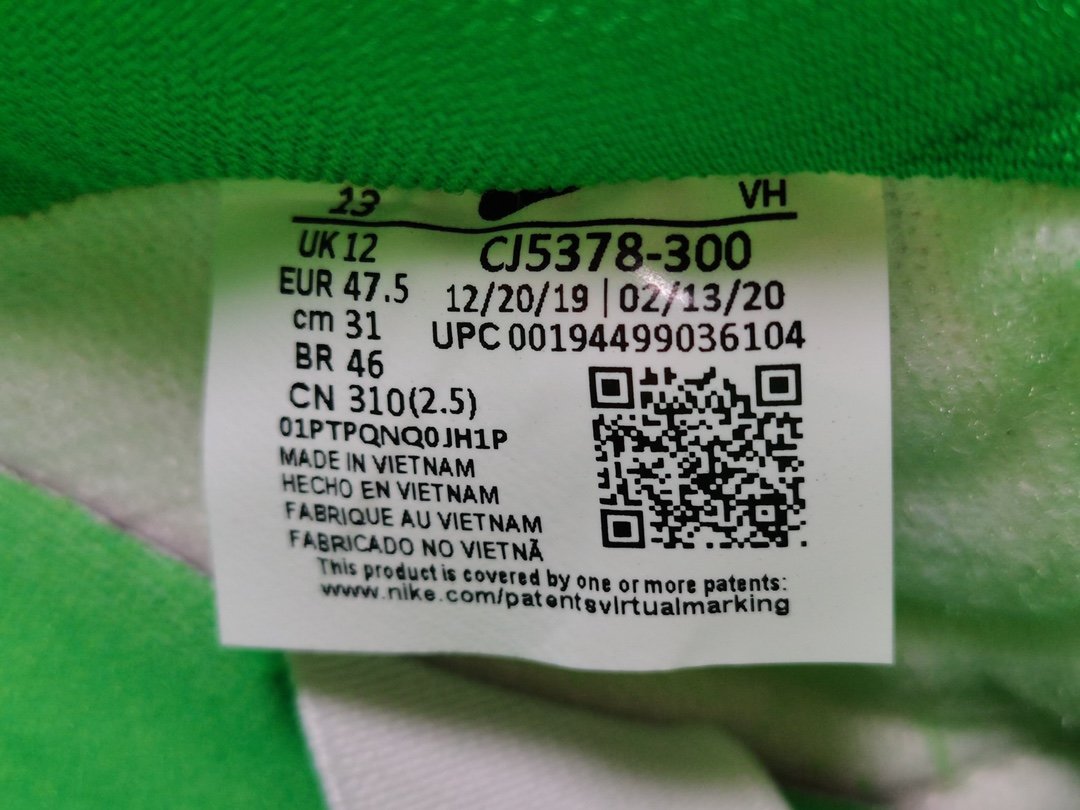 13 VH
UK 12
CJ5378-300
EUR 47.5
12/20/19 | 02/13/20
cm 31
UPC 00194499036104
BR 46
CN 310(2.5)
01PTPQNQ0JH1P
MADE IN VIETNAM
HECHO EN VIETNAM
FABRIQUE AU VIETNAM
FABRICADO NO VIETNÃ
This product is covered by one or more patents:
www.nike.com/patentsvirtualmarking